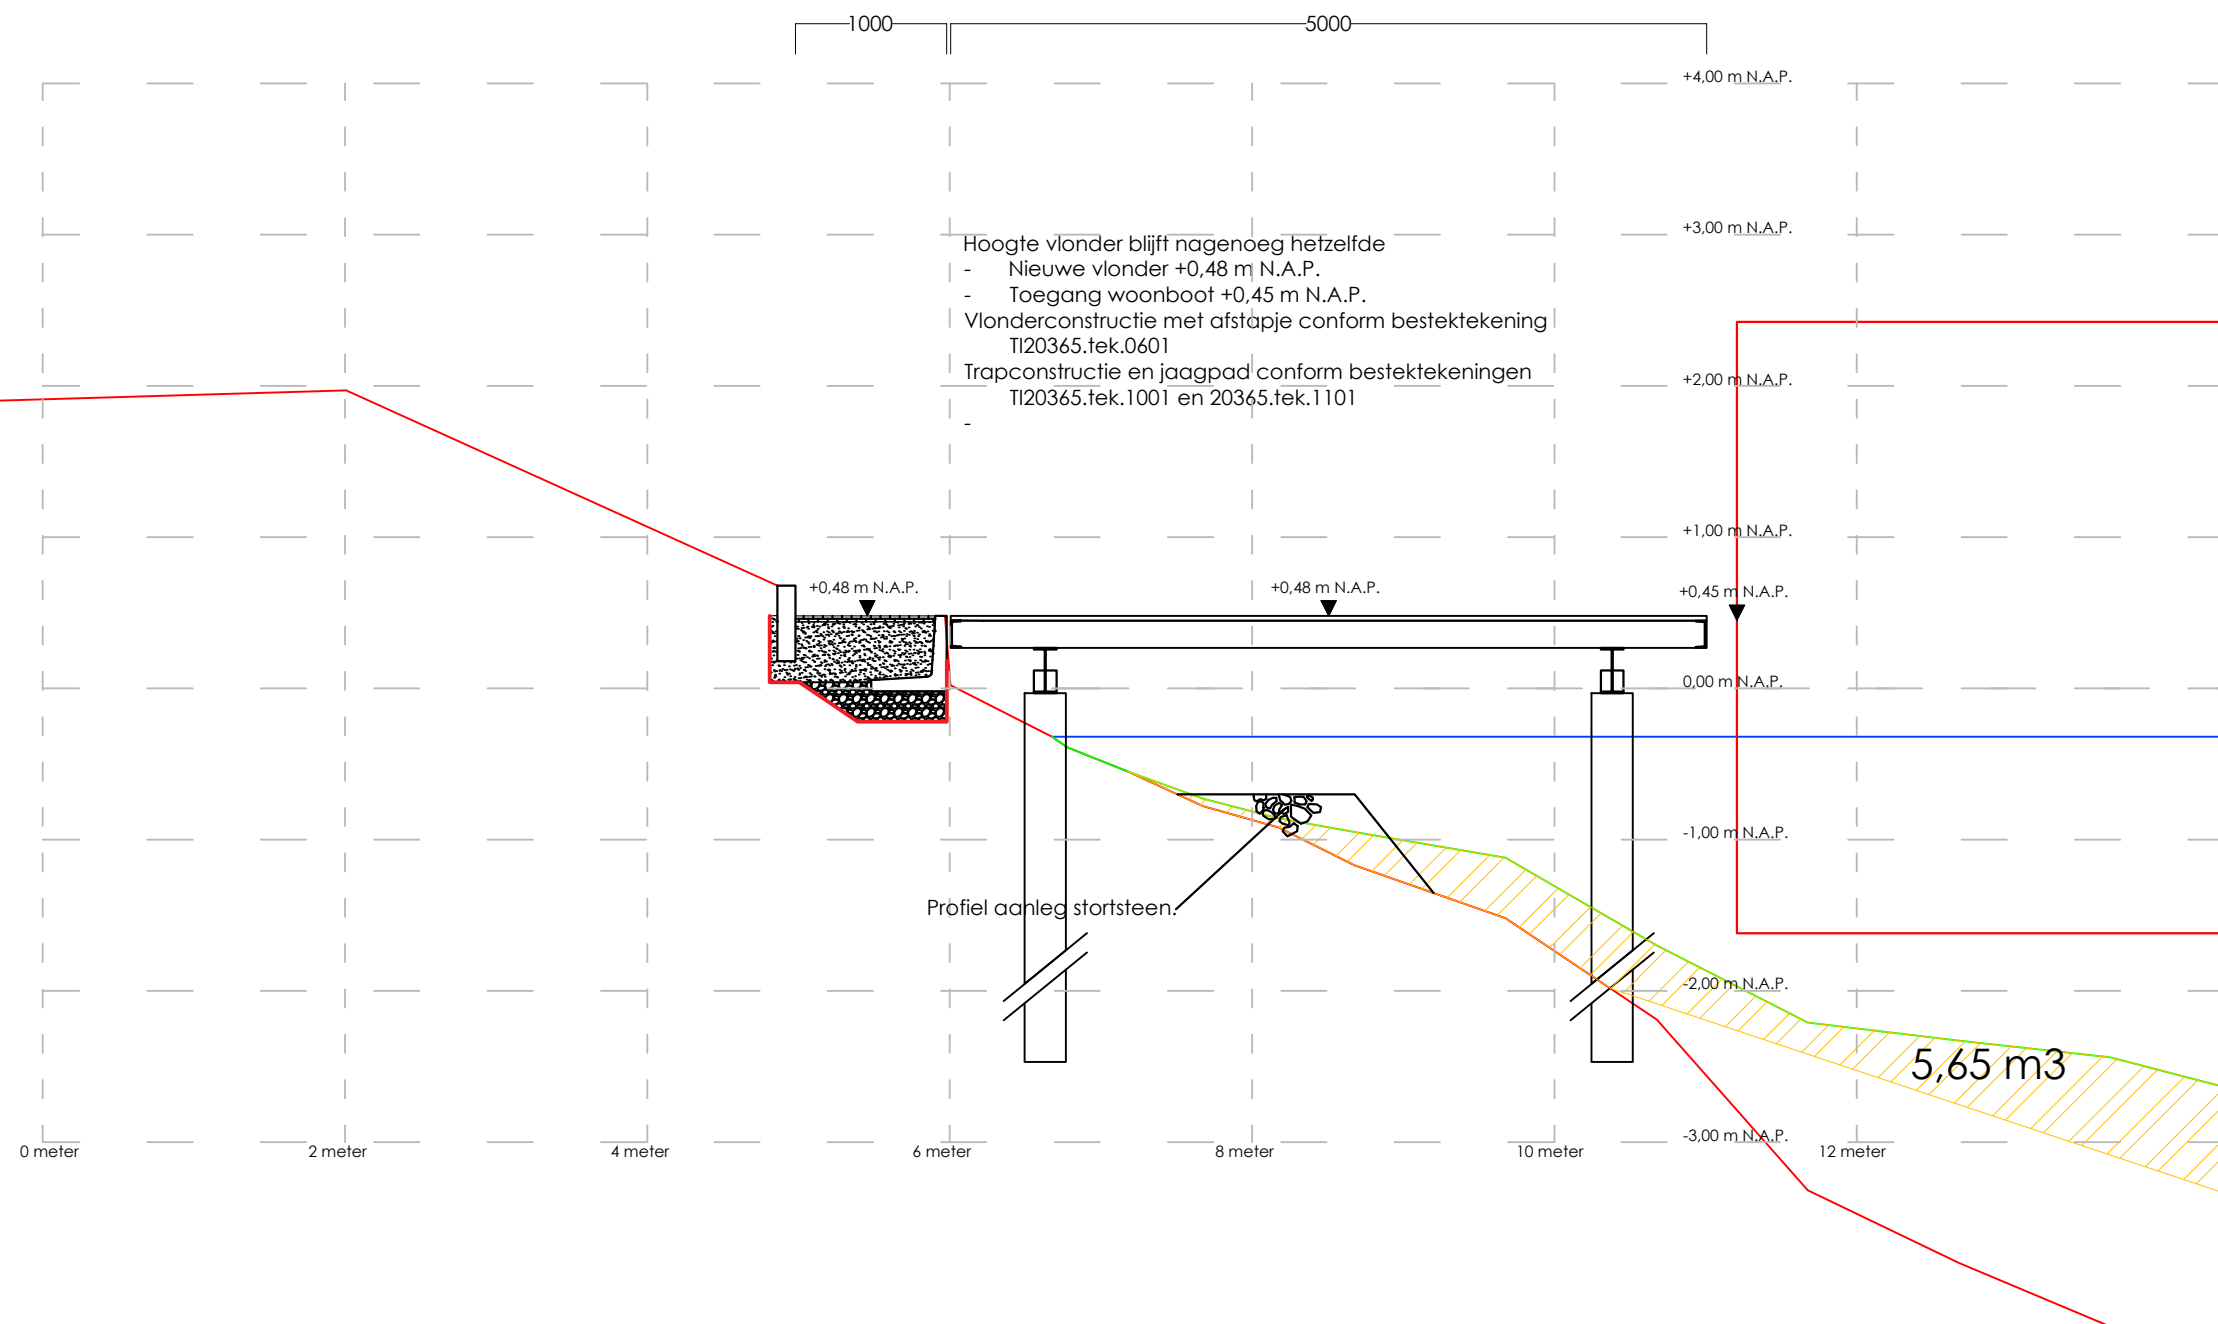 1000
5000
+4,00 m N.A.P.
+3,00 m N.A.P.
Hoogte vlonder blijft nagenoeg hetzelfde
- Nieuwe vlonder +0,48 m N.A.P.
- Toegang woonboot +0,45 m N.A.P.
Vlonderconstructie met afstapje conform bestektekening
TI20365.tek.0601
Trapconstructie en jaagpad conform bestektekeningen
TI20365.tek.1001 en 20365.tek.1101
-
+2,00 m N.A.P.
+1,00 m N.A.P.
+0,48 m N.A.P.
+0,48 m N.A.P.
+0,45 m N.A.P.
0,00 m N.A.P.
-1,00 m N.A.P.
Profiel aanleg stortsteen.
-2,00 m N.A.P.
5,65 m3
-3,00 m N.A.P.
0 meter
2 meter
4 meter
6 meter
8 meter
10 meter
12 meter